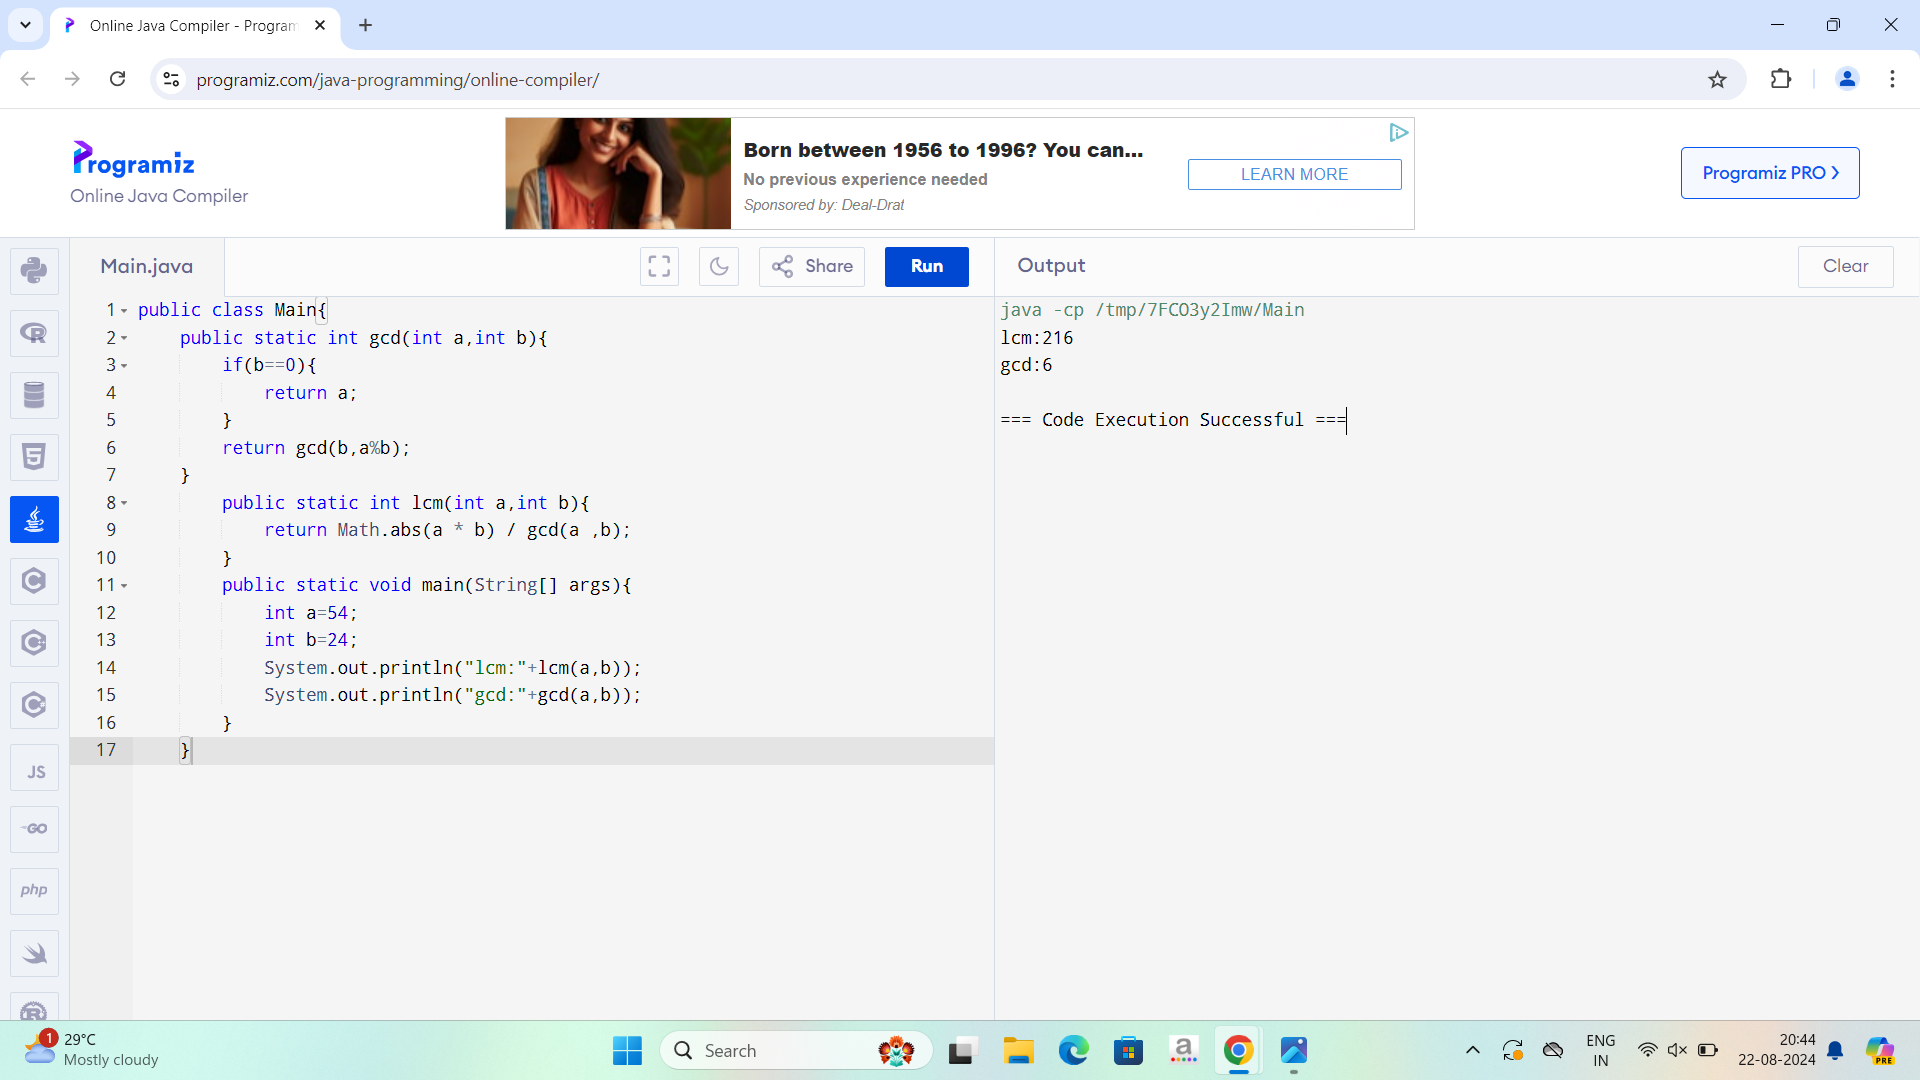 Online Java Compiler - Program
programiz.com/java-programming/online-compiler/
Programiz
Online Java Compiler
Born between 1956 to 1996? You can...
No previous experience needed
Sponsored by: Deal-Drat
LEARN MORE
Programiz PRO
Main.java
Share
Run
Output
Clear
1 public class Main{
2 public static int gcd(int a,int b){
3 if(b==0){
4 return a;
5 }
6 return gcd(b,a%b);
7 }
8 public static int lcm(int a,int b){
9 return Math.abs(a * b) / gcd(a ,b);
10 }
11 public static void main(String[] args){
12 int a=54;
13 int b=24;
14 System.out.println("lcm:"+lcm(a,b));
15 System.out.println("gcd:"+gcd(a,b));
16 }
17 }
java -cp /tmp/7FCO3y2Imw/Main
lcm:216
gcd:6
=== Code Execution Successful ===
JS
GO
php
1
29°C
Mostly cloudy
Search
a
ENG
IN
20:44
22-08-2024
PRE